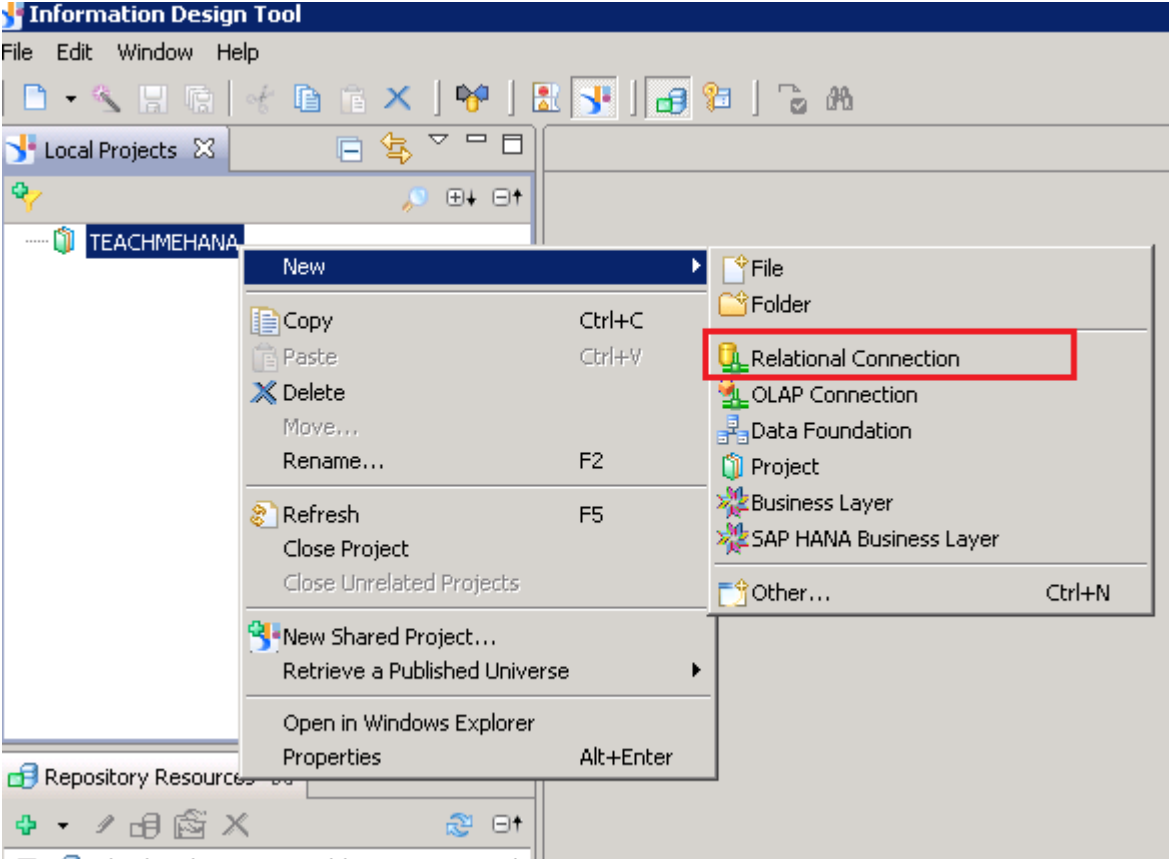 Information Design Tool
File Edit Window Help
Local Projects
TEACHMEHANA
New
Copy Ctrl+C
Paste Ctrl+V
Delete
Move...
Rename... F2
Refresh F5
Close Project
Close Unrelated Projects
New Shared Project...
Retrieve a Published Universe
Open in Windows Explorer
Properties Alt+Enter
File
Folder
Relational Connection
OLAP Connection
Data Foundation
Project
Business Layer
SAP HANA Business Layer
Other... Ctrl+N
Repository Resources